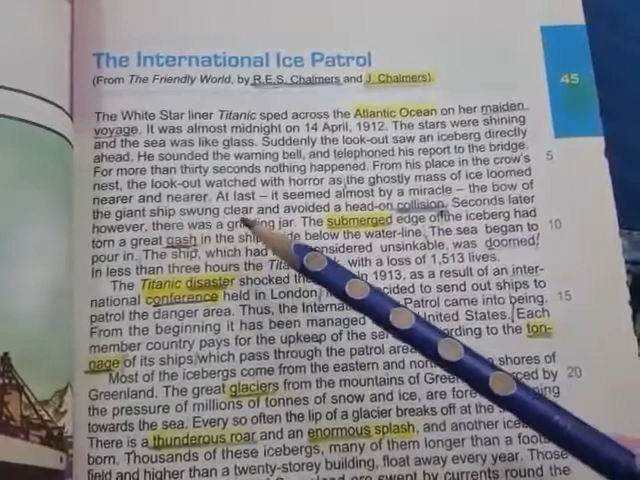 The International Ice Patrol
(From The Friendly World, by R.E.S. Chalmers and J. Chalmers)
45
The White Star liner Titanic sped across the Atlantic Ocean on her maiden
voyage. It was almost midnight on 14 April, 1912. The stars were shining
and the sea was like glass. Suddenly the look-out saw an iceberg directly
ahead. He sounded the warning bell, and telephoned his report to the bridge. 5
For more than thirty seconds nothing happened. From his place in the crow's
nest, the look-out watched with horror as the ghostly mass of ice loomed
nearer and nearer. At last – it seemed almost by a miracle – the bow of
the giant ship swung clear and avoided a head-on collision. Seconds later
however, there was a jar. The submerged edge of the iceberg had 10
torn a great gash in the below the water-line. The sea began to
pour in. The ship, which had unsinkable, was doomed!
In less than three hours the with a loss of 1,513 lives.
The Titanic disaster shocked the in 1913, as a result of an inter-
national conference held in London, to send out ships to
patrol the danger area. Thus, the Patrol came into being. 15
From the beginning it has been managed States. Each
member country pays for the upkeep of the to the ton-
nage of its ships which pass through the patrol
Most of the icebergs come from the eastern and shores of
Greenland. The great glaciers from the mountains of by 20
the pressure of millions of tonnes of snow and ice, are
towards the sea. Every so often the lip of a glacier breaks off at the
There is a thunderous roar and an enormous splash, and another
born. Thousands of these icebergs, many of them longer than a
field and higher than a twenty-storey building, float away every year. Those
are swept by currents round the